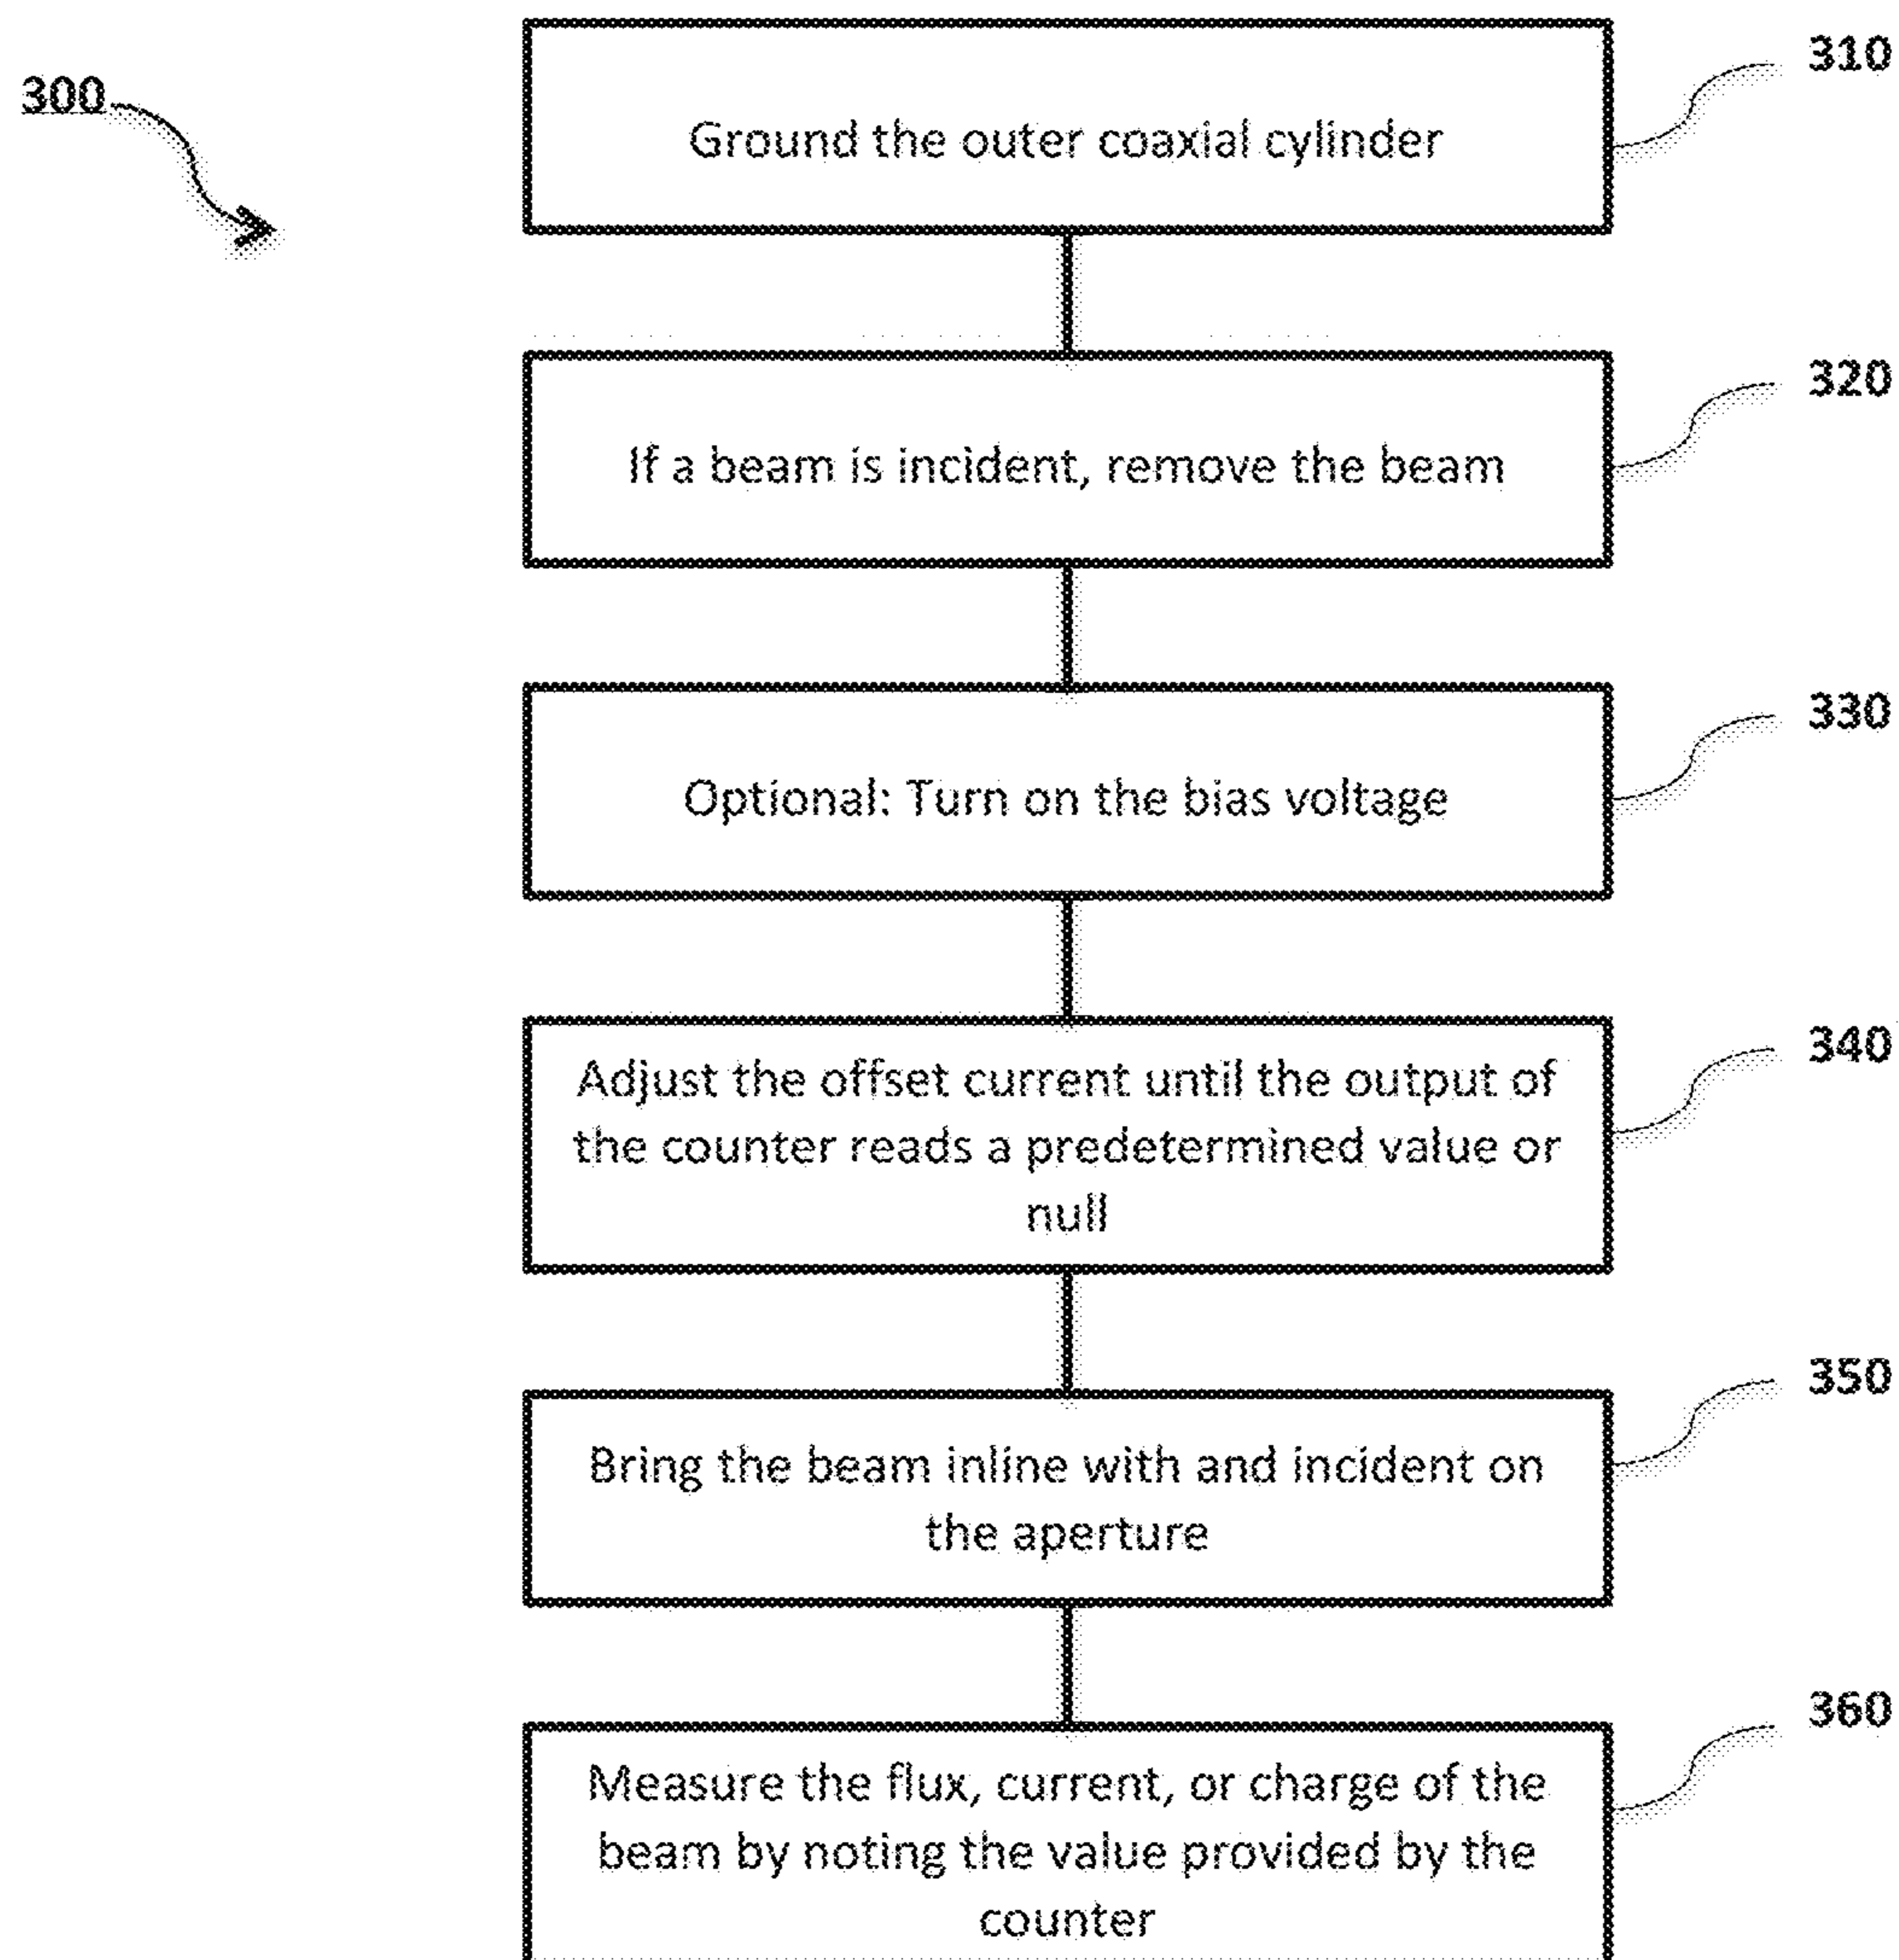 300
310
Ground the outer coaxial cylinder
320
If a beam is incident, remove the beam
330
Optional: Turn on the bias voltage
340
Adjust the offset current until the output of
the counter reads a predetermined value or
null
350
Bring the beam inline with and incident on
the aperture
360
Measure the flux, current, or charge of the
beam by noting the value provided by the
counter